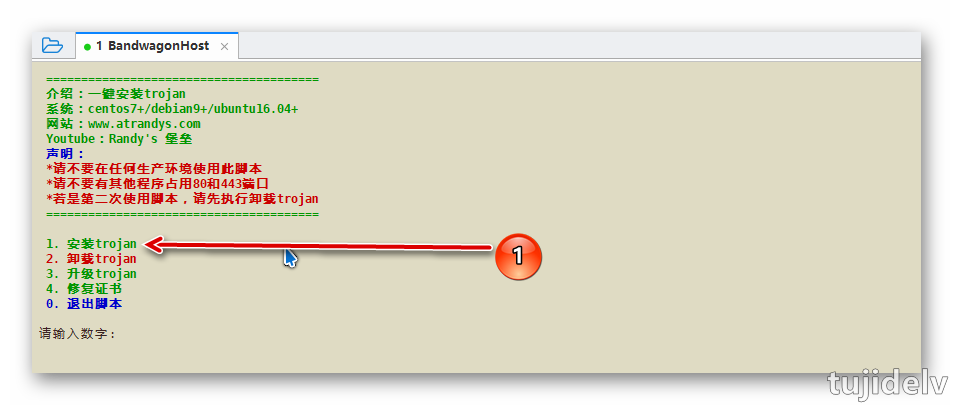 1 BandwagonHost ×
=======================================
介绍：一键安装trojan
系统：centos7+/debian9+/ubuntu16.04+
网站：www.atrandys.com
Youtube：Randy's 堡垒
声明：
*请不要在任何生产环境使用此脚本
*请不要有其他程序占用80和443端口
*若是第二次使用脚本，请先执行卸载trojan
=======================================
1. 安装trojan
2. 卸载trojan
3. 升级trojan
4. 修复证书
0. 退出脚本
1
请输入数字:
tujidelv